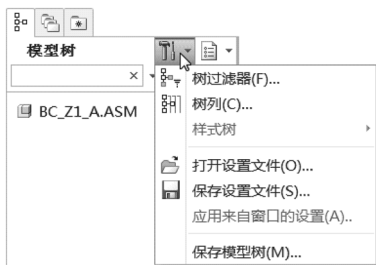 模型树
BC_Z1_A.ASM
树过滤器(F)...
树列(C)...
样式树
打开设置文件(O)...
保存设置文件(S)...
应用来自窗口的设置(A)..
保存模型树(M)...